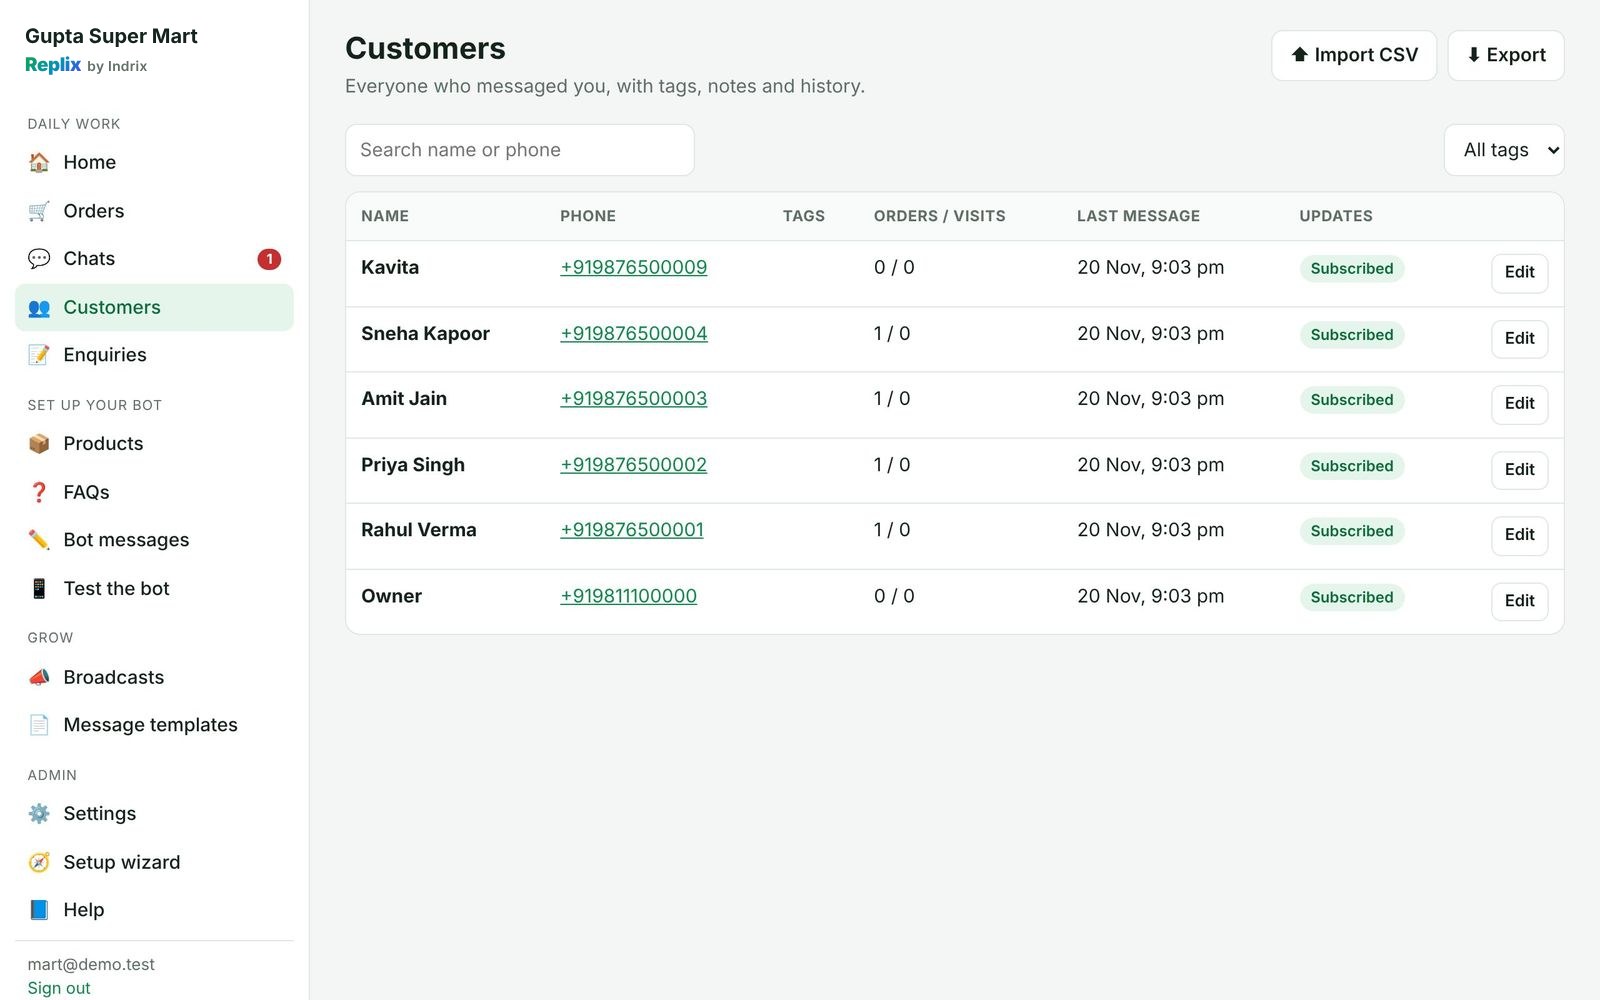 Gupta Super Mart
Replix by Indrix
DAILY WORK
Home
Orders
Chats 1
Customers
Enquiries
SET UP YOUR BOT
Products
FAQs
Bot messages
Test the bot
GROW
Broadcasts
Message templates
ADMIN
Settings
Setup wizard
Help
mart@demo.test
Sign out
Customers
Everyone who messaged you, with tags, notes and history.
Import CSV
Export
Search name or phone
All tags
NAME PHONE TAGS ORDERS / VISITS LAST MESSAGE UPDATES
Kavita +919876500009 0 / 0 20 Nov, 9:03 pm Subscribed Edit
Sneha Kapoor +919876500004 1 / 0 20 Nov, 9:03 pm Subscribed Edit
Amit Jain +919876500003 1 / 0 20 Nov, 9:03 pm Subscribed Edit
Priya Singh +919876500002 1 / 0 20 Nov, 9:03 pm Subscribed Edit
Rahul Verma +919876500001 1 / 0 20 Nov, 9:03 pm Subscribed Edit
Owner +919811100000 0 / 0 20 Nov, 9:03 pm Subscribed Edit